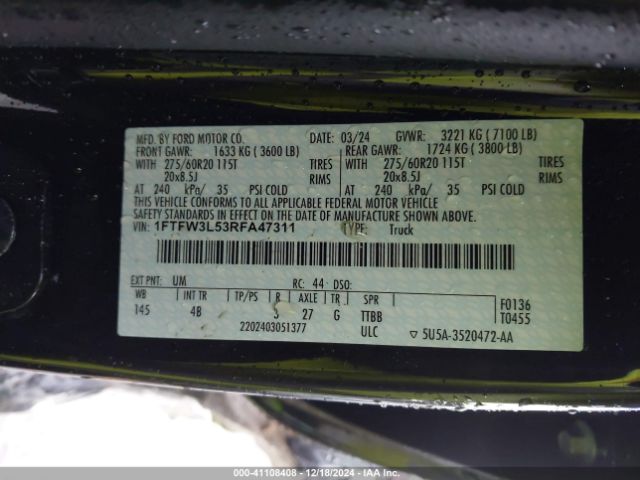 MFD. BY FORD MOTOR CO. DATE: 03/24 GVWR: 3221 KG ( 7100 LB)
FRONT GAWR: 1633 KG ( 3600 LB) REAR GAWR: 1724 KG ( 3800 LB)
WITH 275/60R20 115T TIRES WITH 275/60R20 115T TIRES
20x8.5J RIMS 20x8.5J RIMS
AT 240 kPa/ 35 PSI COLD AT 240 kPa/ 35 PSI COLD
THIS VEHICLE CONFORMS TO ALL APPLICABLE FEDERAL MOTOR VEHICLE
SAFETY STANDARDS IN EFFECT ON THE DATE OF MANUFACTURE SHOWN ABOVE.
VIN: 1FTFW3L53RFA47311 TYPE: Truck
EXT PNT: UM RC: 44 DSO:
WB INT TR TP/PS R AXLE TR SPR F0136
145 4B 5 27 G TTBB T0455
2202403051377 ULC ▽ 5U5A-3520472-AA
000-41108408 - 12/18/2024 - IAA Inc.